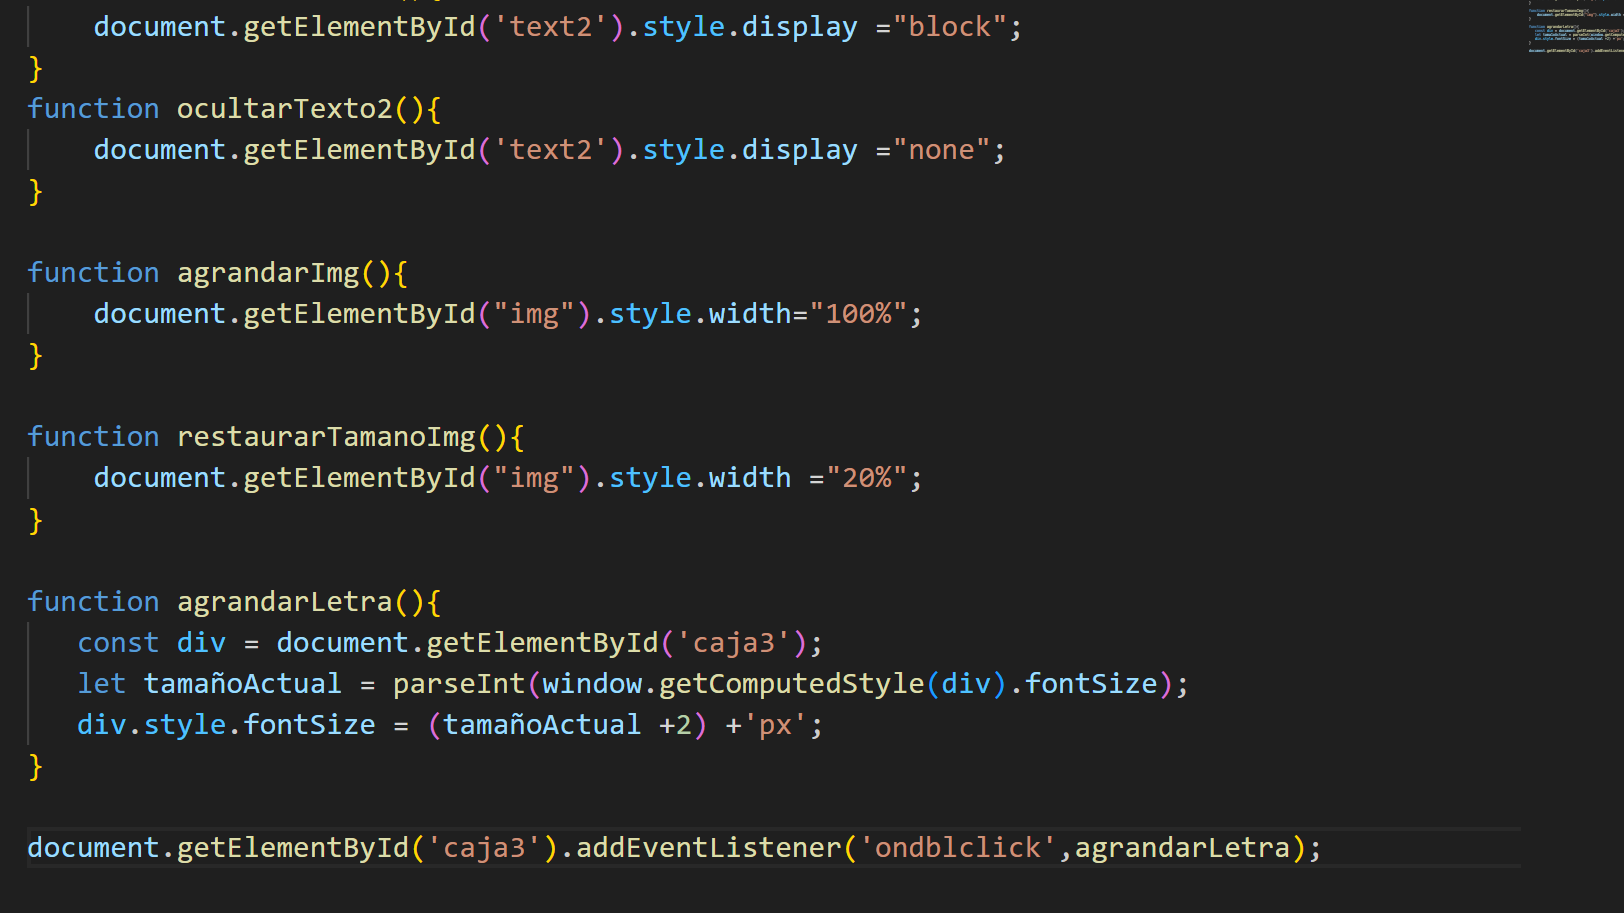 document.getElementById('text2').style.display ="block";
}
function ocultarTexto2(){
document.getElementById('text2').style.display ="none";
}
function agrandarImg(){
document.getElementById("img").style.width="100%";
}
function restaurarTamanoImg(){
document.getElementById("img").style.width ="20%";
}
function agrandarLetra(){
const div = document.getElementById('caja3');
let tamañoActual = parseInt(window.getComputedStyle(div).fontSize);
div.style.fontSize = (tamañoActual +2) +'px';
}
document.getElementById('caja3').addEventListener('ondblclick',agrandarLetra);